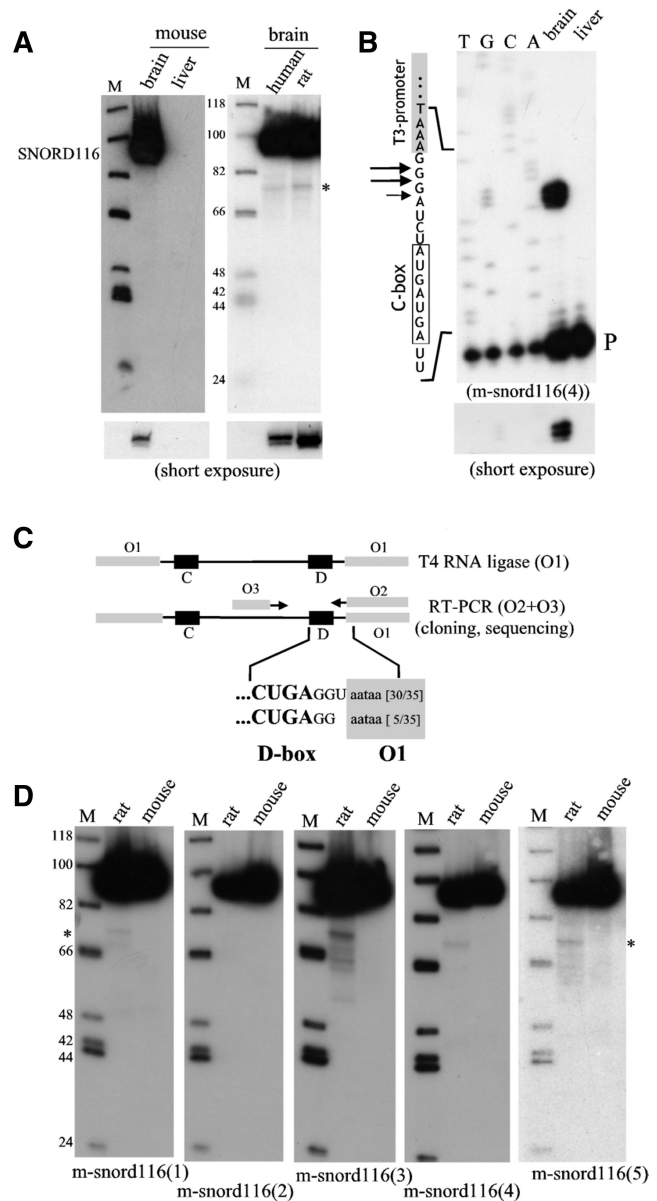 A
mouse
brain
M
brain
liver
M
human
rat
SNORD116
118
100
82
66
48
42
44
24
*
(short exposure)
B
T3-promoter
C-box
...TAAAGGGAUCUAUGAUGAUU
T G C A brain liver
P
(m-snord116(4))
(short exposure)
C
O1
O1
C
D
T4 RNA ligase (O1)
O3
O2
C
D
O1
RT-PCR (O2+O3)
(cloning, sequencing)
...CUGAGGU aataa [30/35]
...CUGAGG aataa [ 5/35]
D-box
O1
D
M rat mouse
M rat mouse
M rat mouse
M rat mouse
M rat mouse
118
100
82
*
66
48
42
44
24
*
m-snord116(1)
m-snord116(2)
m-snord116(3)
m-snord116(4)
m-snord116(5)